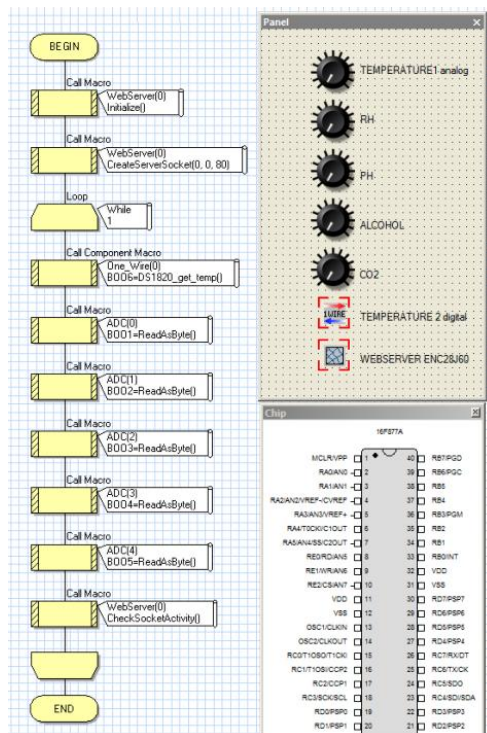 BEGIN
Call Macro
WebServer(0)
Initialize()
Call Macro
WebServer(0)
CreateServerSocket(0, 0, 80)
Loop
While
1
Call Component Macro
One_Wire(0)
BOO6=DS1820_get_temp()
Call Macro
ADC(0)
BOO1=ReadAsByte()
Call Macro
ADC(1)
BOO2=ReadAsByte()
Call Macro
ADC(2)
BOO3=ReadAsByte()
Call Macro
ADC(3)
BOO4=ReadAsByte()
Call Macro
ADC(4)
BOO5=ReadAsByte()
Call Macro
WebServer(0)
CheckSocketActivity()
END
Panel
TEMPERATURE1 analog
RH
PH
ALCOHOL
CO2
1WIRE TEMPERATURE 2 digital
WEBSERVER ENC28J60
Chip
16F877A
MCLR/VPP 1 40 RB7/PGD
RA0/AN0 2 39 RB6/PGC
RA1/AN1 3 38 RB5
RA2/AN2/VREF-/CVREF 4 37 RB4
RA3/AN3/VREF+ 5 36 RB3/PGM
RA4/T0CKI/C1OUT 6 35 RB2
RA5/AN4/SS/C2OUT 7 34 RB1
RE0/RD/AN5 8 33 RB0/INT
RE1/WR/AN6 9 32 VDD
RE2/CS/AN7 10 31 VSS
VDD 11 30 RD7/PSP7
VSS 12 29 RD6/PSP6
OSC1/CLKIN 13 28 RD5/PSP5
OSC2/CLKOUT 14 27 RD4/PSP4
RC0/T1OSO/T1CKI 15 26 RC7/RX/DT
RC1/T1OSI/CCP2 16 25 RC6/TX/CK
RC2/CCP1 17 24 RC5/SDO
RC3/SCK/SCL 18 23 RC4/SDI/SDA
RD0/PSP0 19 22 RD3/PSP3
RD1/PSP1 20 21 RD2/PSP2